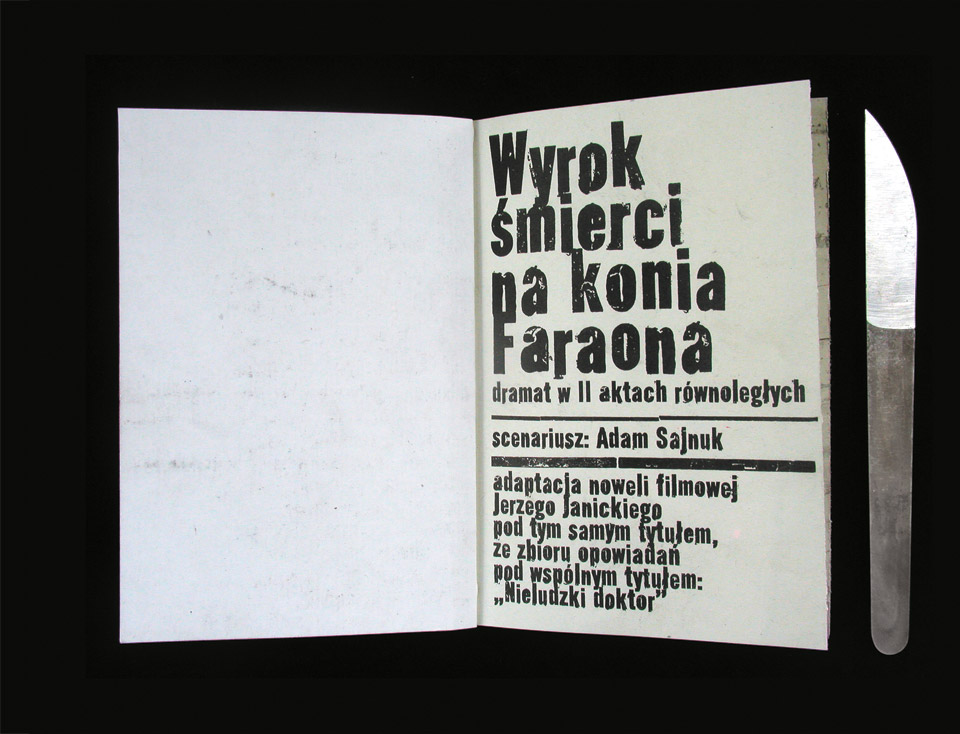 Wyrok
śmierci
na konia
Faraona
dramat w II aktach równoległych
scenariusz: Adam Sajnuk
adaptacja noweli filmowej
Jerzego Janickiego
pod tym samym tytułem,
ze zbioru opowiadań
pod wspólnym tytułem:
„Nieludzki doktor”